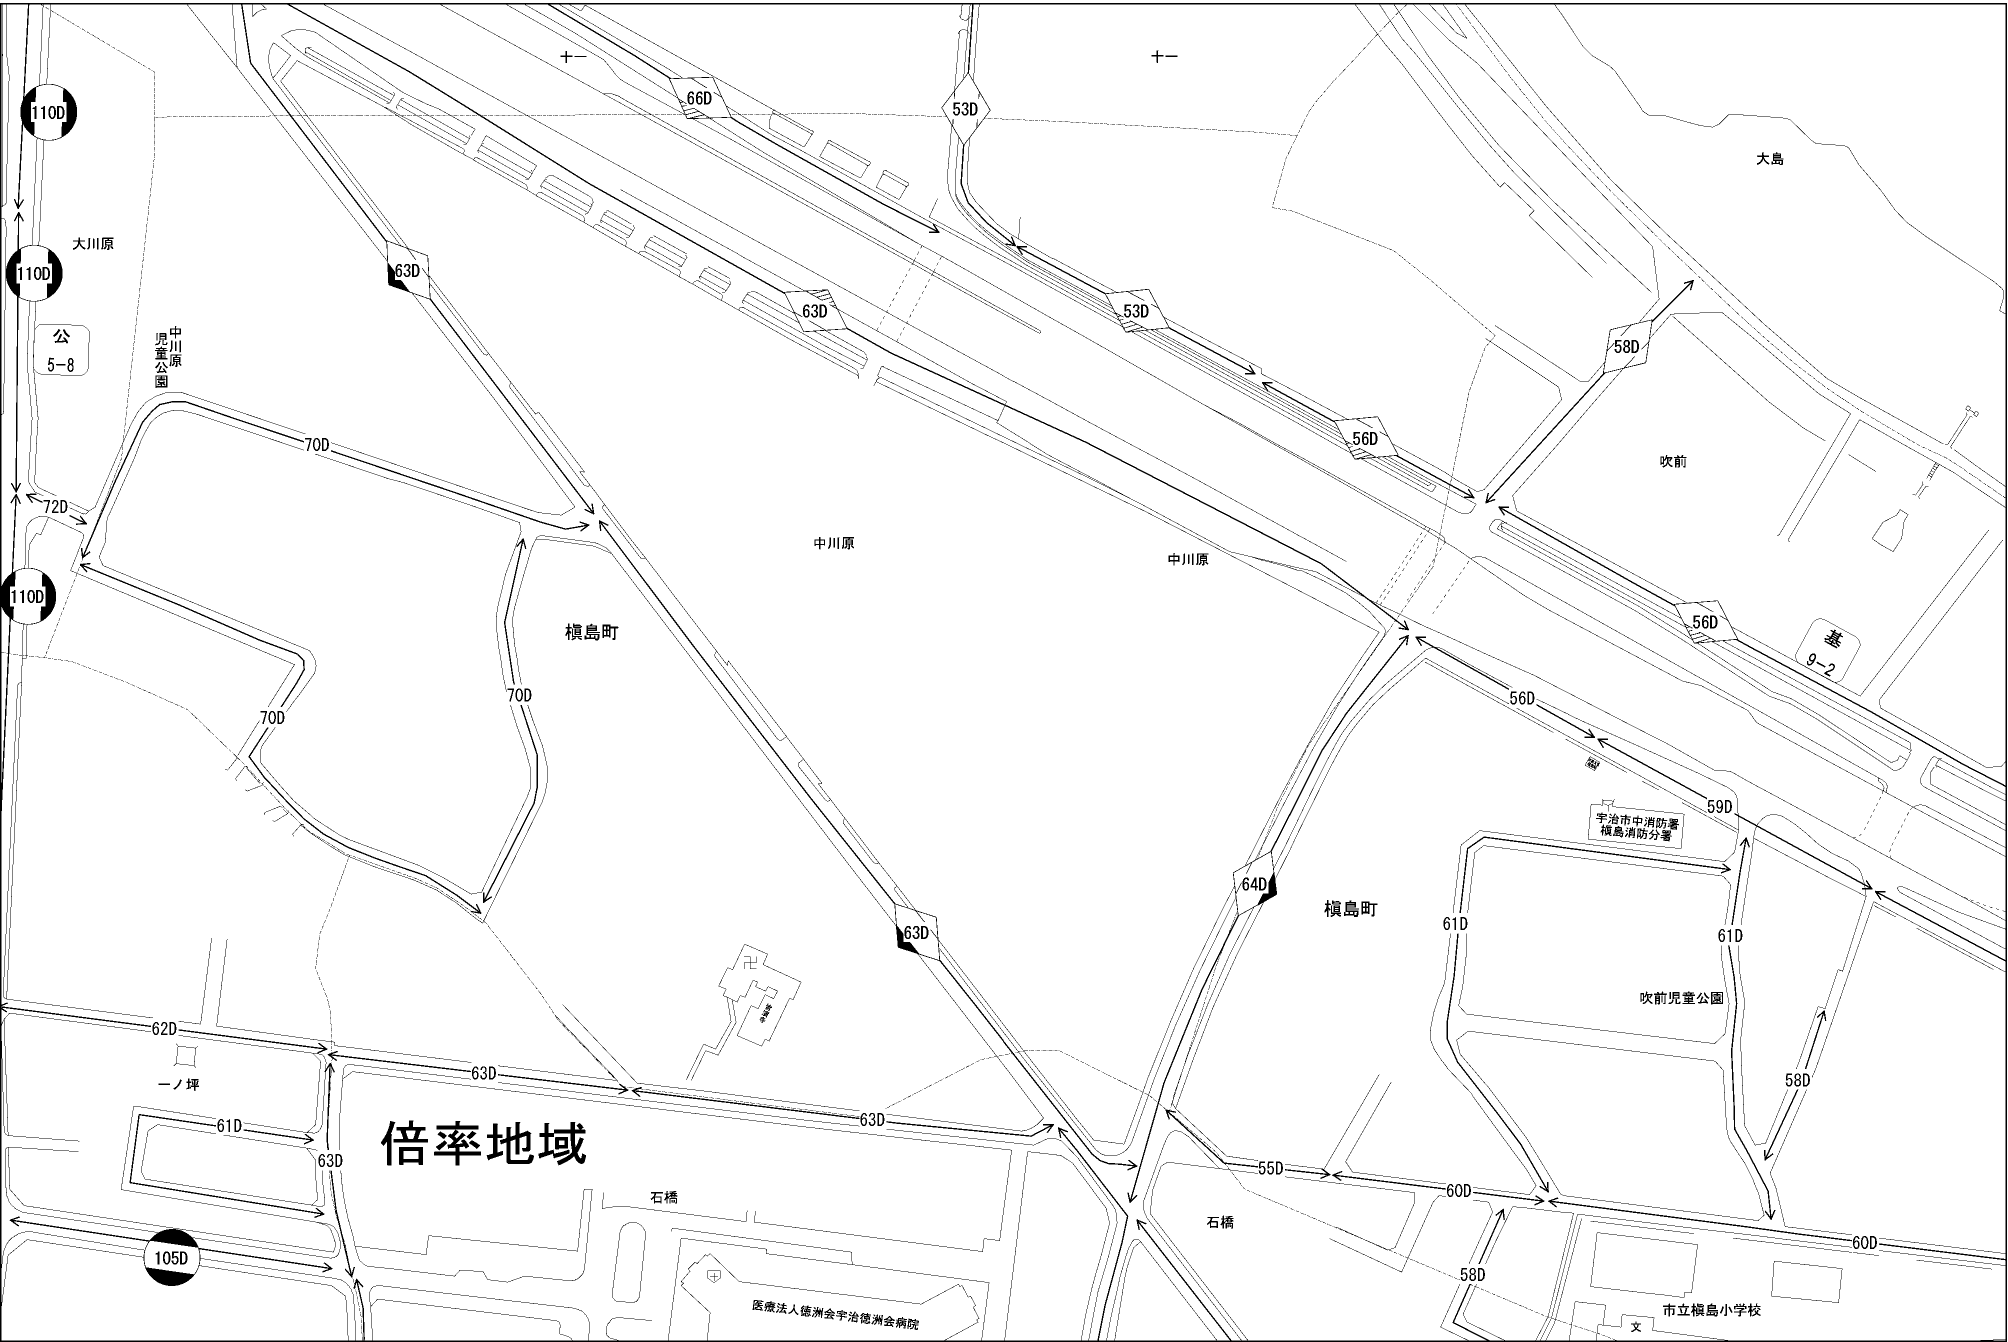 66D
53D
110D
大島
大川原
110D
63D
63D
53D
公
5-8
中川原
児童公園
58D
70D
56D
吹前
72D
中川原
中川原
110D
槇島町
56D
基
9-2
70D
56D
70D
59D
宇治市中消防署
槇島消防分署
64D
槇島町
61D
63D
61D
卍
吹前児童公園
62D
63D
一ノ坪
58D
61D
63D
倍率地域
63D
55D
60D
石橋
石橋
105D
60D
58D
医療法人徳洲会宇治徳洲会病院
市立槇島小学校
文